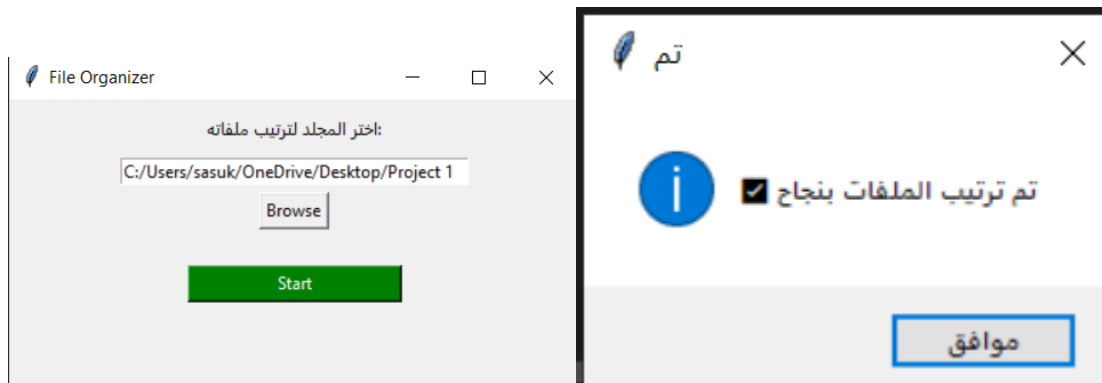 File Organizer
اختر المجلد لترتيب ملفاته:
C:/Users/sasuk/OneDrive/Desktop/Project 1
Browse
Start
تم
تم ترتيب الملفات بنجاح ✅
موافق